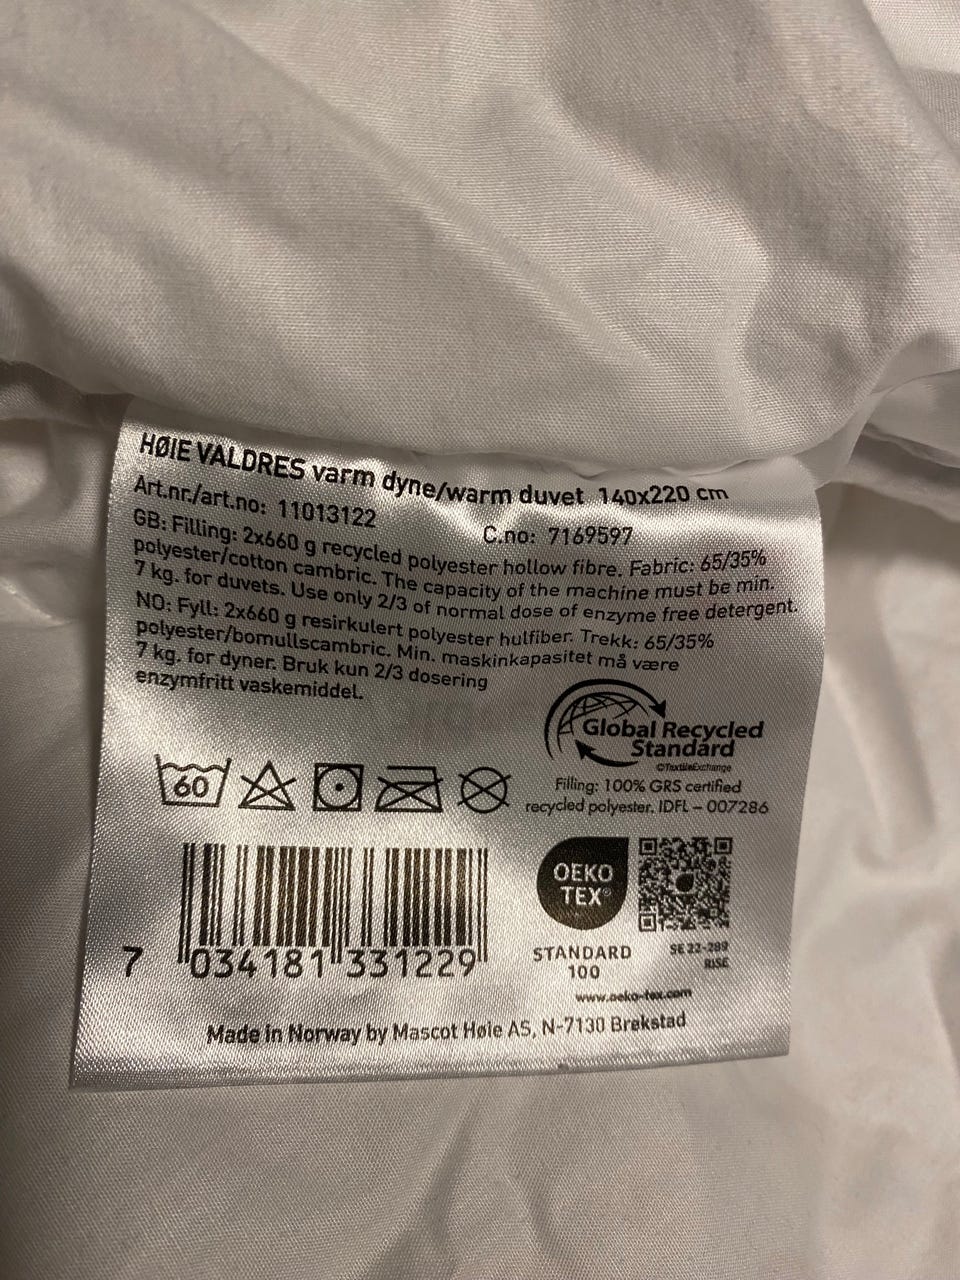 HØIE VALDRES varm dyne/warm duvet 140x220 cm
Art.nr./art.no: 11013122 C.no: 7169597
GB: Filling: 2x660 g recycled polyester hollow fibre. Fabric: 65/35%
polyester/cotton cambric. The capacity of the machine must be min.
7 kg. for duvets. Use only 2/3 of normal dose of enzyme free detergent.
NO: Fyll: 2x660 g resirkulert polyester hulfiber. Trekk: 65/35%
polyester/bomullscambric. Min. maskinkapasitet må være
7 kg. for dyner. Bruk kun 2/3 dosering
enzymfritt vaskemiddel.
Global Recycled
Standard
©TextileExchange
Filling: 100% GRS certified
recycled polyester. IDFL – 007286
60
OEKO
TEX®
STANDARD
100
SE 22-289
RISE
www.oeko-tex.com
7 034181 331229
Made in Norway by Mascot Høie AS, N-7130 Brekstad